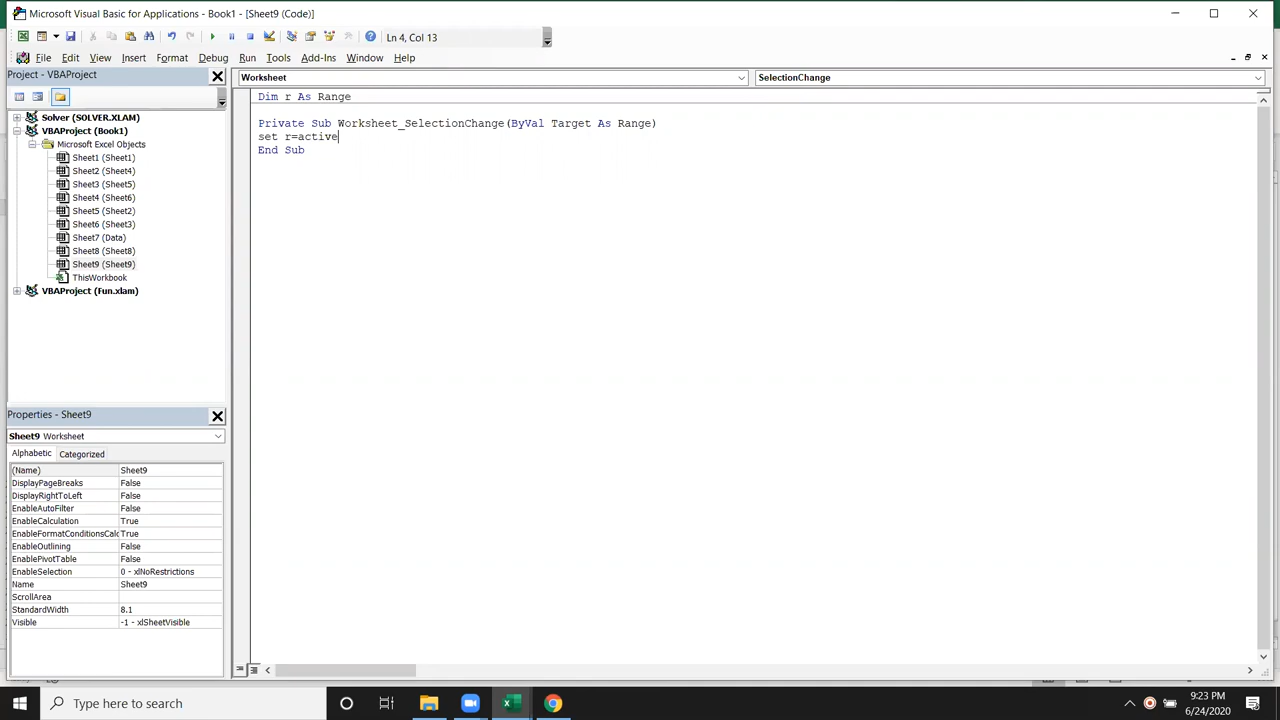 Microsoft Visual Basic for Applications - Book1 - [Sheet9 (Code)]
Ln 4, Col 13
File Edit View Insert Format Debug Run Tools Add-Ins Window Help
Project - VBAProject
Worksheet
SelectionChange
Dim r As Range
Private Sub Worksheet_SelectionChange(ByVal Target As Range)
set r=active
End Sub
Solver (SOLVER.XLAM)
VBAProject (Book1)
Microsoft Excel Objects
Sheet1 (Sheet1)
Sheet2 (Sheet4)
Sheet3 (Sheet5)
Sheet4 (Sheet6)
Sheet5 (Sheet2)
Sheet6 (Sheet3)
Sheet7 (Data)
Sheet8 (Sheet8)
Sheet9 (Sheet9)
ThisWorkbook
VBAProject (Fun.xlam)
Properties - Sheet9
Sheet9 Worksheet
Alphabetic Categorized
(Name) Sheet9
DisplayPageBreaks False
DisplayRightToLeft False
EnableAutoFilter False
EnableCalculation True
EnableFormatConditionsCalc True
EnableOutlining False
EnablePivotTable False
EnableSelection 0 - xlNoRestrictions
Name Sheet9
ScrollArea
StandardWidth 8.1
Visible -1 - xlSheetVisible
Type here to search
9:23 PM
6/24/2020